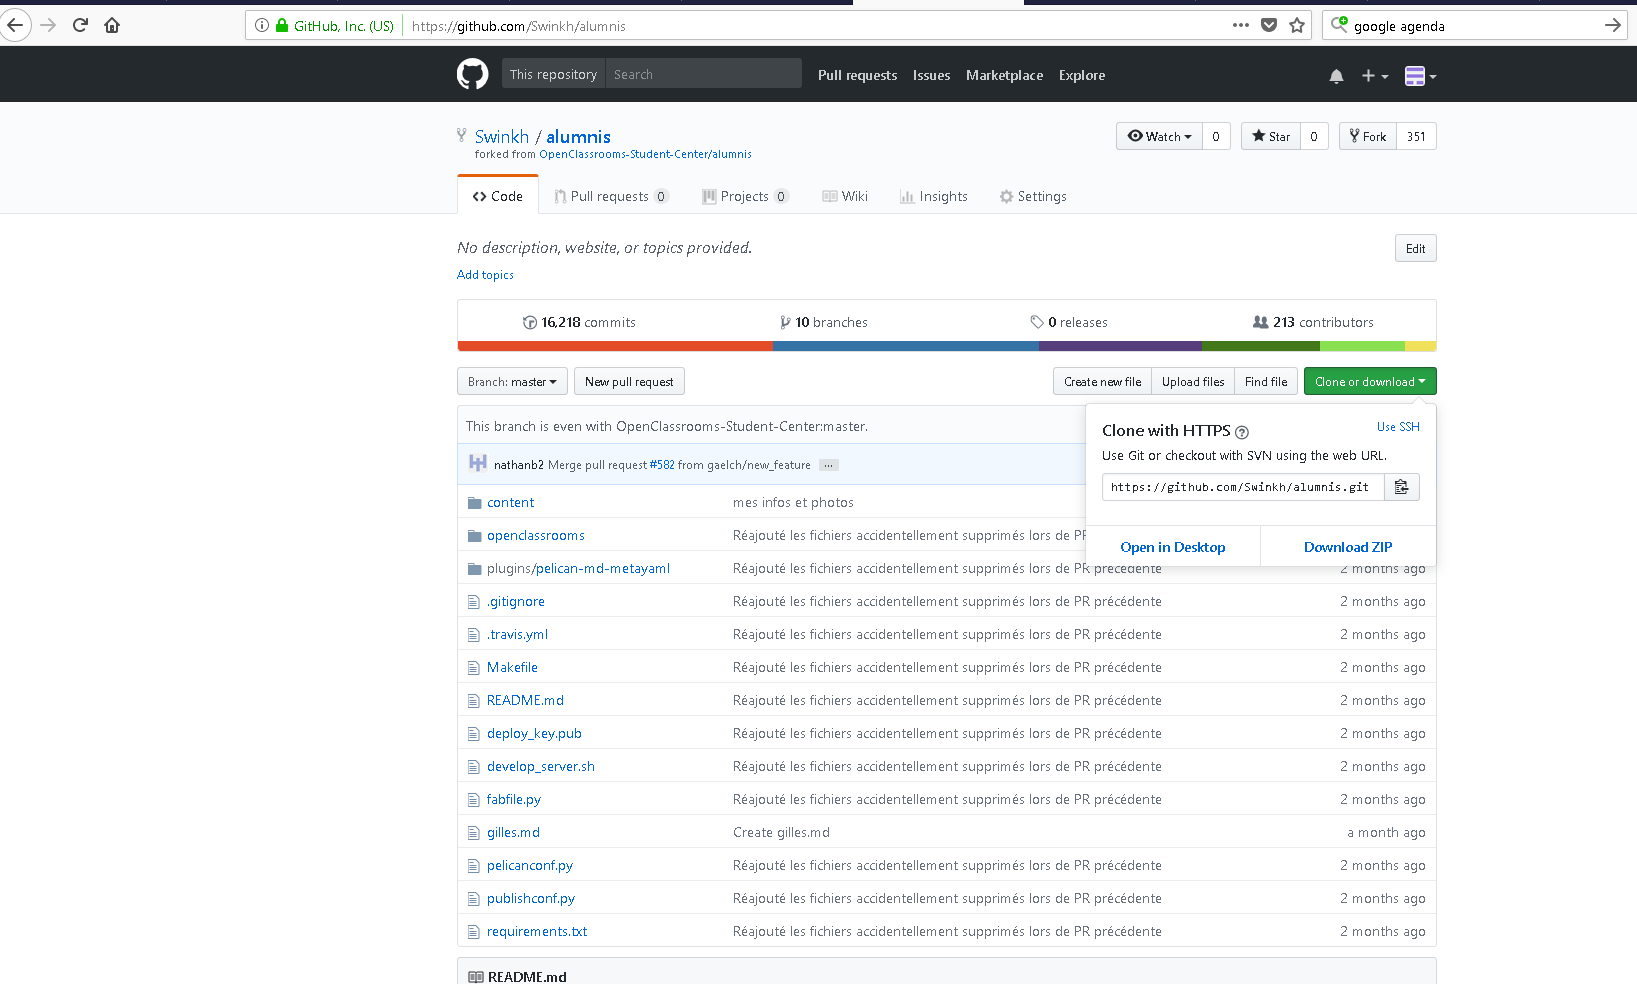 GitHub, Inc. (US) https://github.com/Swinkh/alumnis google agenda
This repository Search Pull requests Issues Marketplace Explore
Swinkh / alumnis Watch 0 Star 0 Fork 351
forked from OpenClassrooms-Student-Center/alumnis
Code Pull requests 0 Projects 0 Wiki Insights Settings
No description, website, or topics provided. Edit
Add topics
16,218 commits 10 branches 0 releases 213 contributors
Branch: master New pull request Create new file Upload files Find file Clone or download
This branch is even with OpenClassrooms-Student-Center:master.
Clone with HTTPS Use SSH
Use Git or checkout with SVN using the web URL.
https://github.com/Swinkh/alumnis.git
Open in Desktop Download ZIP
nathanb2 Merge pull request #582 from gaelch/new_feature ...
content mes infos et photos
openclassrooms Réajouté les fichiers accidentellement supprimés lors de PR
plugins/pelican-md-metayaml Réajouté les fichiers accidentellement supprimés lors de PR précédente 2 months ago
.gitignore Réajouté les fichiers accidentellement supprimés lors de PR précédente 2 months ago
.travis.yml Réajouté les fichiers accidentellement supprimés lors de PR précédente 2 months ago
Makefile Réajouté les fichiers accidentellement supprimés lors de PR précédente 2 months ago
README.md Réajouté les fichiers accidentellement supprimés lors de PR précédente 2 months ago
deploy_key.pub Réajouté les fichiers accidentellement supprimés lors de PR précédente 2 months ago
develop_server.sh Réajouté les fichiers accidentellement supprimés lors de PR précédente 2 months ago
fabfile.py Réajouté les fichiers accidentellement supprimés lors de PR précédente 2 months ago
gilles.md Create gilles.md a month ago
pelicanconf.py Réajouté les fichiers accidentellement supprimés lors de PR précédente 2 months ago
publishconf.py Réajouté les fichiers accidentellement supprimés lors de PR précédente 2 months ago
requirements.txt Réajouté les fichiers accidentellement supprimés lors de PR précédente 2 months ago
README.md